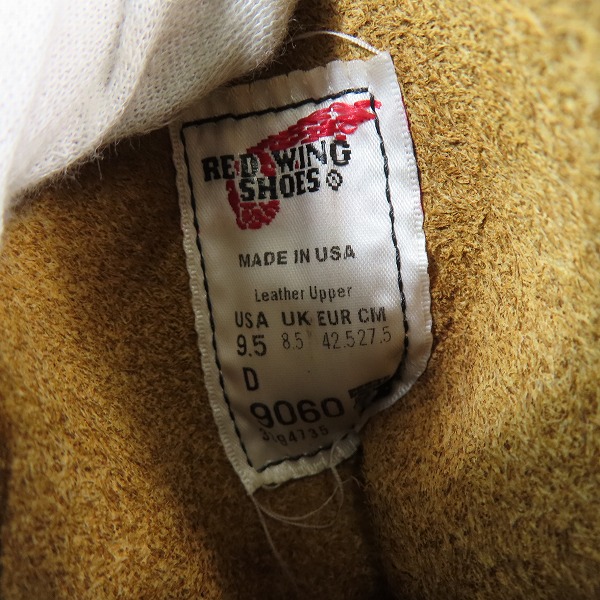 RED WING
SHOES ®
MADE IN USA
Leather Upper
USA UK EUR CM
9.5 8.5 42.5 27.5
D
9060